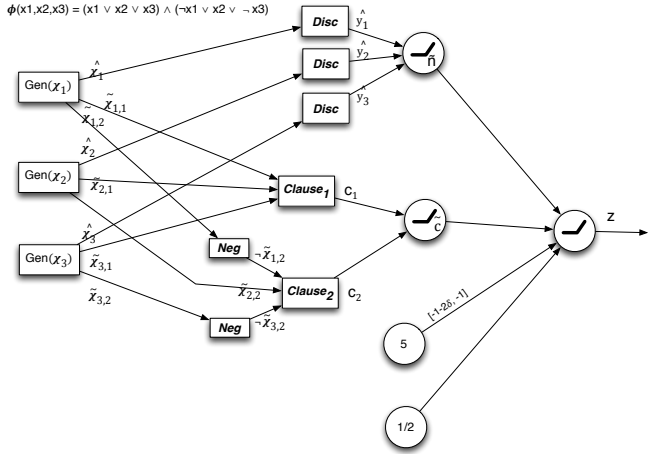 ϕ(x1,x2,x3) = (x1 ∨ x2 ∨ x3) ∧ (¬x1 ∨ x2 ∨ ¬ x3)
Disc
ŷ₁
Disc
ŷ₂
ñ
Disc
ŷ₃
Gen(χ₁)
χ̂₁
χ̃₁,₁
χ̃₁,₂
χ̂₂
Gen(χ₂)
χ̃₂,₁
Clause₁
c₁
c̃
z
χ̂₃
Gen(χ₃)
χ̃₃,₁
χ̃₃,₂
Neg
¬χ̃₁,₂
χ̃₂,₂
Clause₂
c₂
Neg
¬χ̃₃,₂
[-1-2δ, -1]
5
1/2